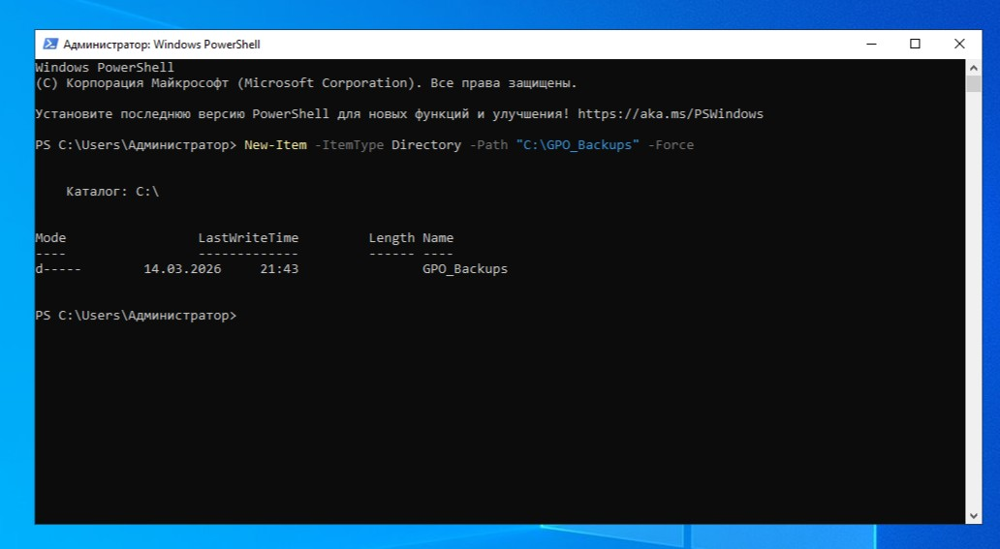 Администратор: Windows PowerShell
Windows PowerShell
(C) Корпорация Майкрософт (Microsoft Corporation). Все права защищены.
Установите последнюю версию PowerShell для новых функций и улучшения! https://aka.ms/PSWindows
PS C:\Users\Администратор> New-Item -ItemType Directory -Path "C:\GPO_Backups" -Force
Каталог: C:\
Mode                LastWriteTime         Length Name
----                -------------         ------ ----
d-----       14.03.2026     21:43                GPO_Backups
PS C:\Users\Администратор>